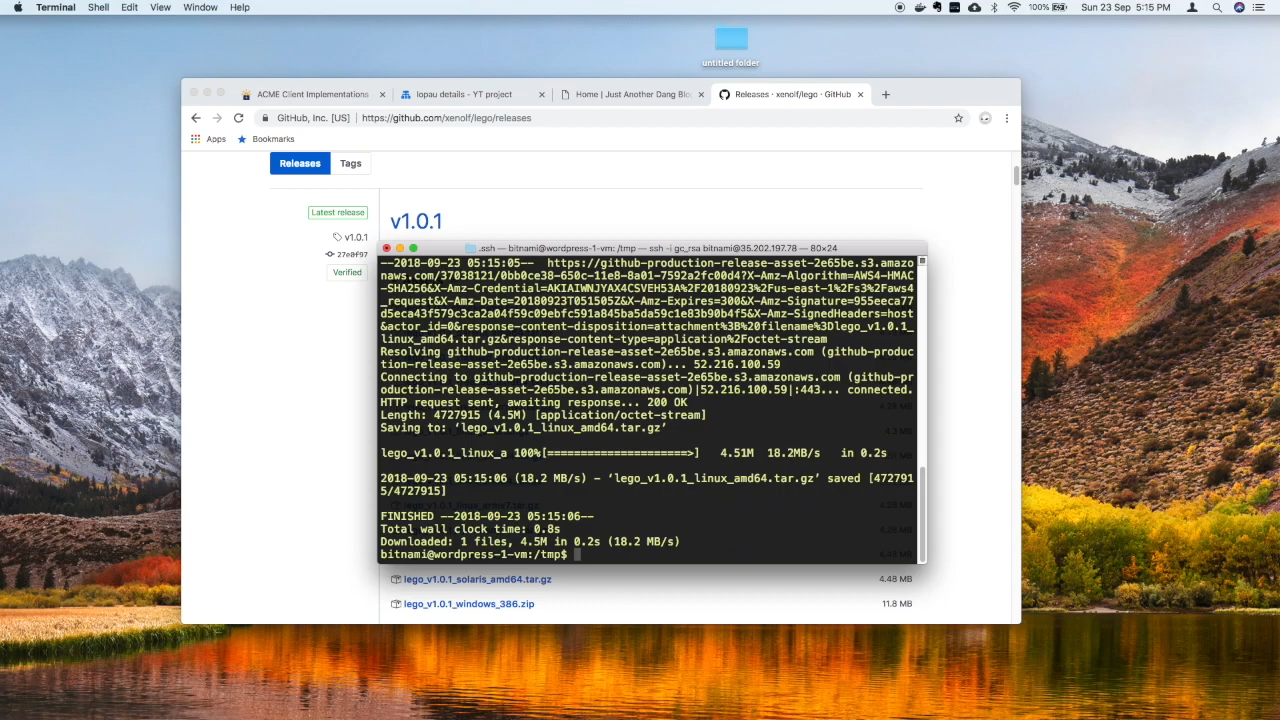 Terminal Shell Edit View Window Help
100% Sun 23 Sep 5:15 PM
untitled folder
ACME Client Implementations
lopau details - YT project
Home | Just Another Dang Blo
Releases · xenolf/lego · GitHub
GitHub, Inc. [US] | https://github.com/xenolf/lego/releases
Apps Bookmarks
Releases Tags
Latest release
v1.0.1
v1.0.1
27e0f97
Verified
.ssh — bitnami@wordpress-1-vm: /tmp — ssh -i gc_rsa bitnami@35.202.197.78 — 80×24
--2018-09-23 05:15:05--  https://github-production-release-asset-2e65be.s3.amazo
naws.com/37038121/0bb0ce38-650c-11e8-8a01-7592a2fc00d4?X-Amz-Algorithm=AWS4-HMAC
-SHA256&X-Amz-Credential=AKIAIWNJYAX4CSVEH53A%2F20180923%2Fus-east-1%2Fs3%2Faws4
_request&X-Amz-Date=20180923T051505Z&X-Amz-Expires=300&X-Amz-Signature=955eeca77
d5eca43f579c3ca2a04f59c09ebfc591a845ba5da59c1e83b90b4f5&X-Amz-SignedHeaders=host
&actor_id=0&response-content-disposition=attachment%3B%20filename%3Dlego_v1.0.1_
linux_amd64.tar.gz&response-content-type=application%2Foctet-stream
Resolving github-production-release-asset-2e65be.s3.amazonaws.com (github-produc
tion-release-asset-2e65be.s3.amazonaws.com)... 52.216.100.59
Connecting to github-production-release-asset-2e65be.s3.amazonaws.com (github-pr
oduction-release-asset-2e65be.s3.amazonaws.com)|52.216.100.59|:443... connected.
HTTP request sent, awaiting response... 200 OK
Length: 4727915 (4.5M) [application/octet-stream]
Saving to: ‘lego_v1.0.1_linux_amd64.tar.gz’
lego_v1.0.1_linux_a 100%[=====================>]   4.51M  18.2MB/s   in 0.2s
2018-09-23 05:15:06 (18.2 MB/s) - ‘lego_v1.0.1_linux_amd64.tar.gz’ saved [472791
5/4727915]
FINISHED --2018-09-23 05:15:06--
Total wall clock time: 0.8s
Downloaded: 1 files, 4.5M in 0.2s (18.2 MB/s)
bitnami@wordpress-1-vm:/tmp$
lego_v1.0.1_solaris_amd64.tar.gz 4.48 MB
lego_v1.0.1_windows_386.zip 11.8 MB